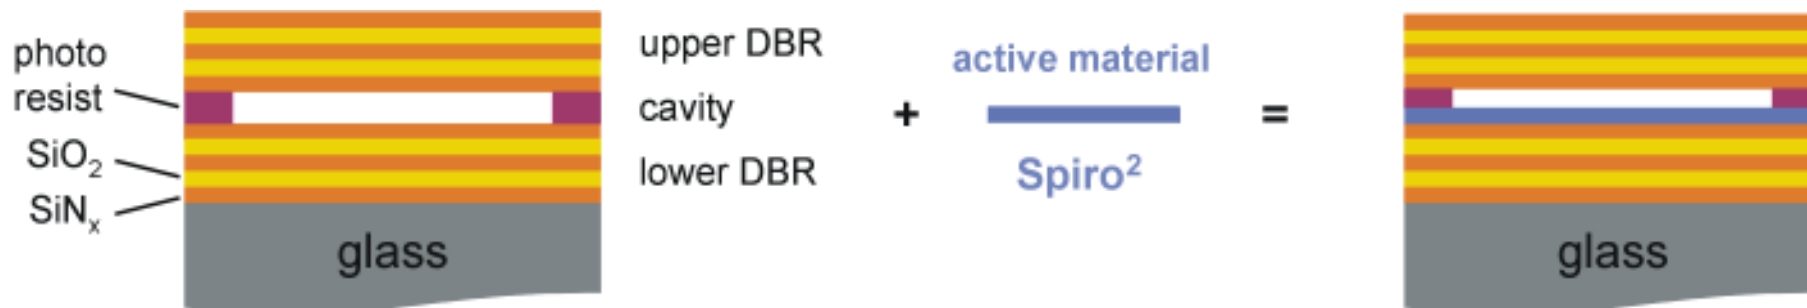 photo
resist
SiO₂
SiNₓ
glass
upper DBR
cavity
lower DBR
+
active material
Spiro²
=
glass